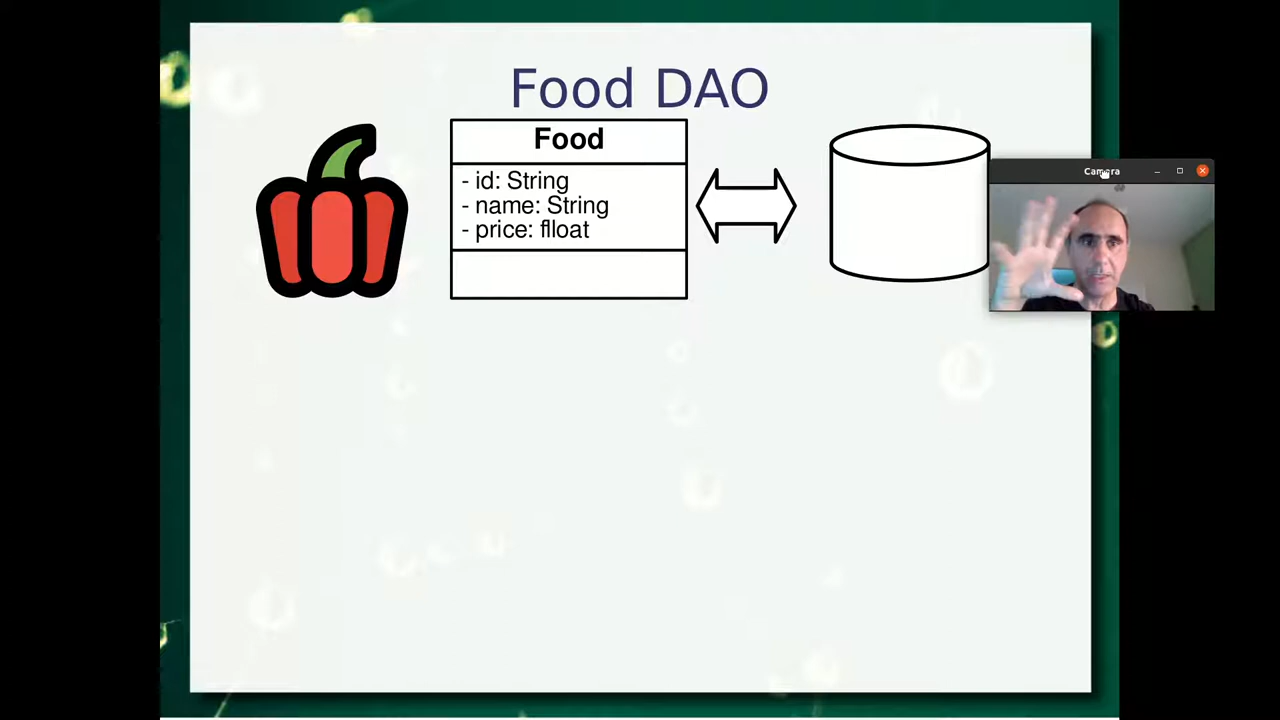 Food DAO
Food
- id: String
- name: String
- price: flloat
Camera